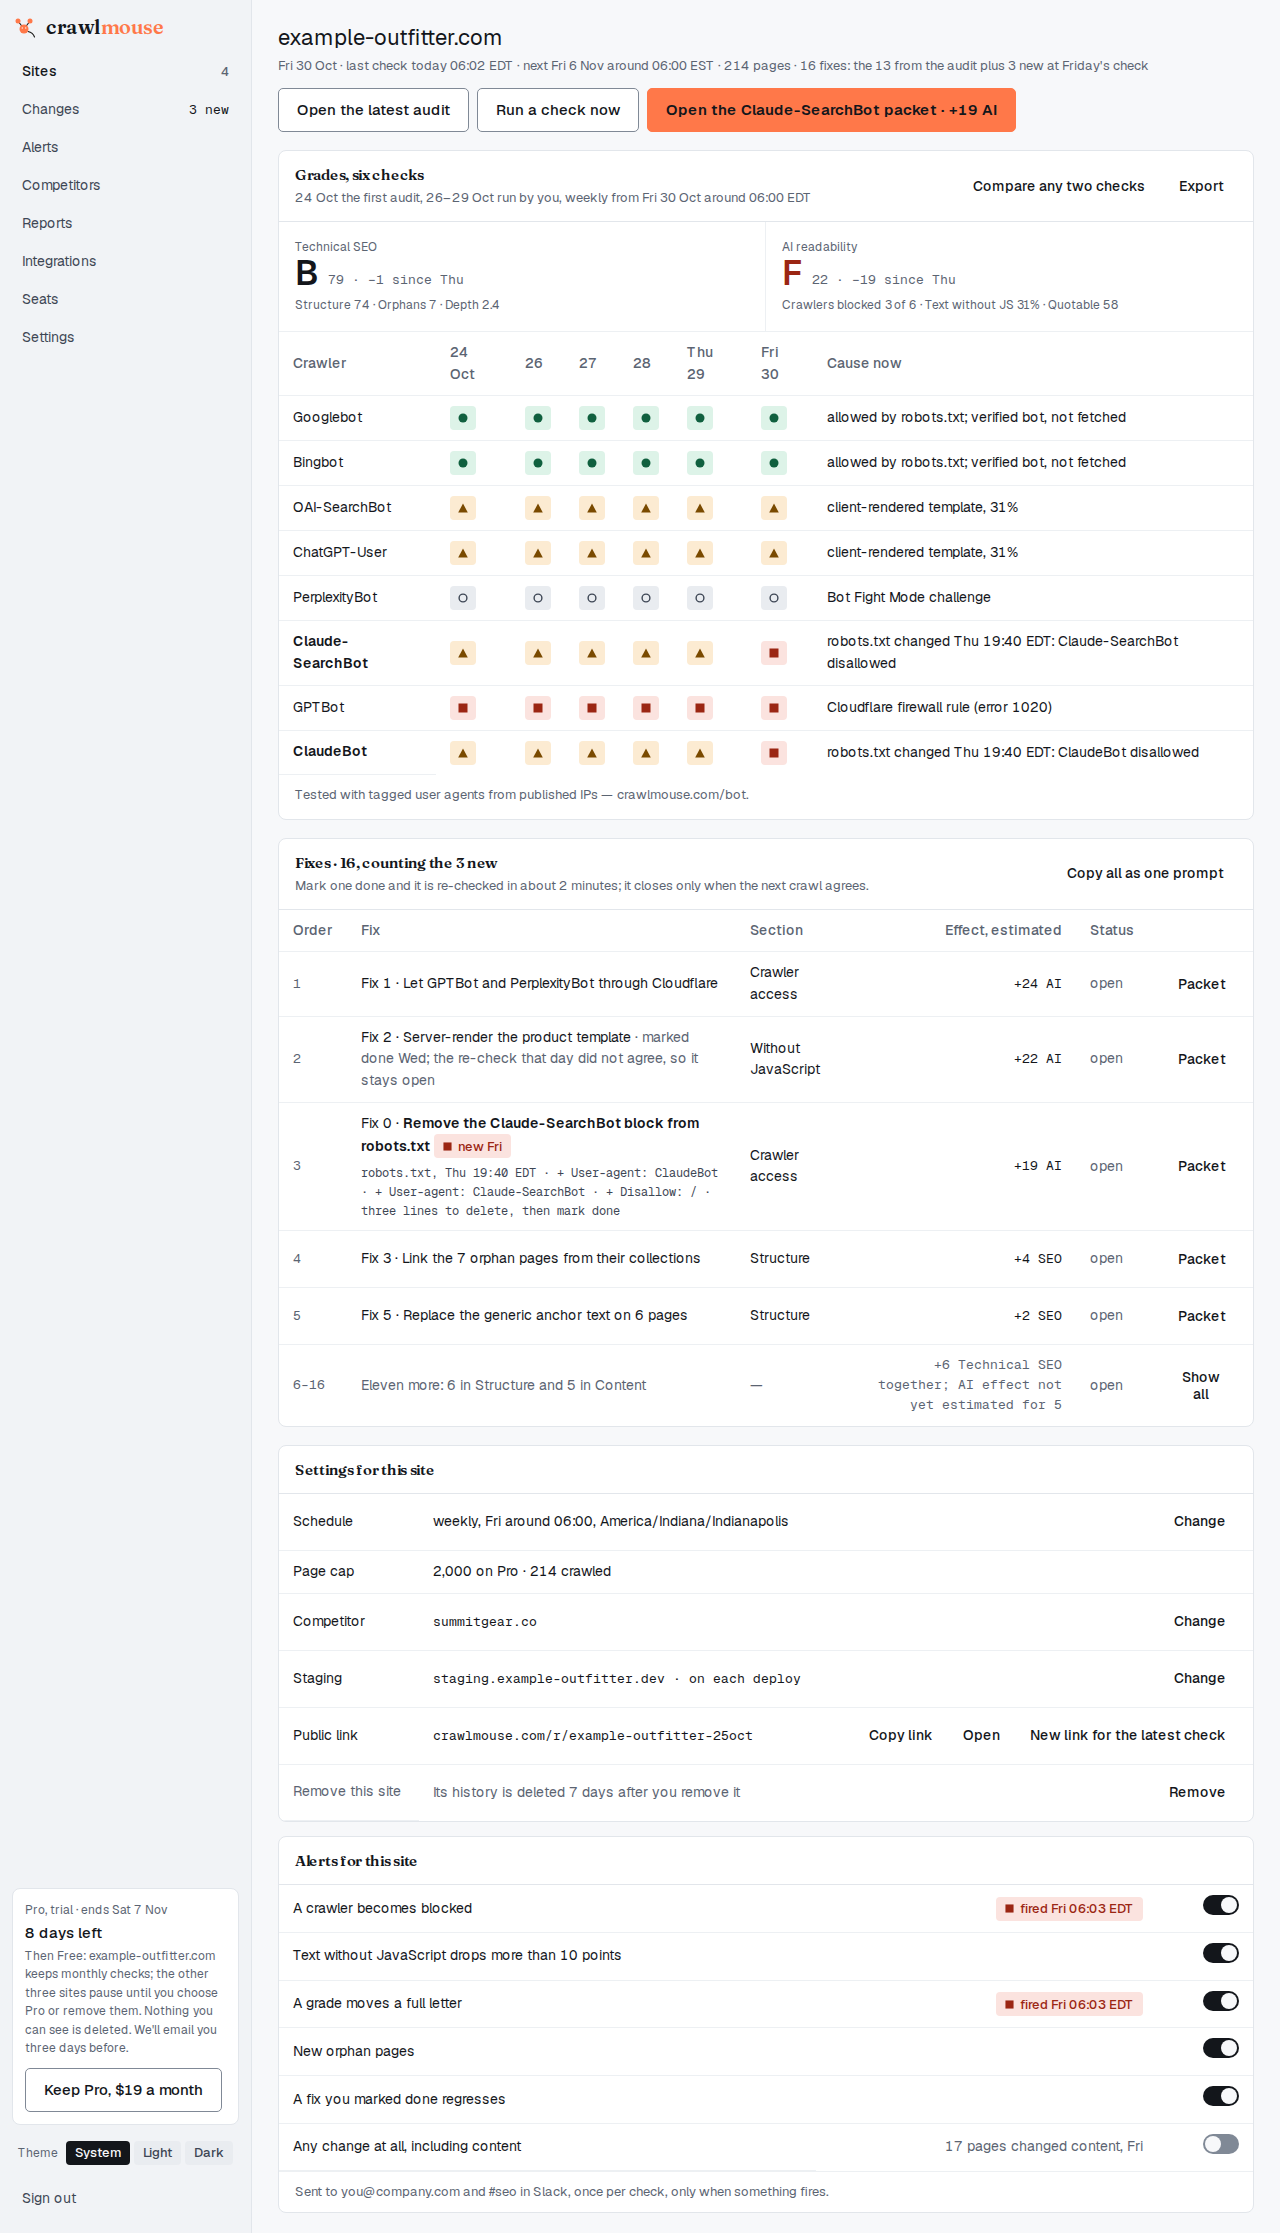 crawlmouse
Sites 4
Changes 3 new
Alerts
Competitors
Reports
Integrations
Seats
Settings
Pro, trial · ends Sat 7 Nov
8 days left
Then Free: example-outfitter.com
keeps monthly checks; the other
three sites pause until you choose
Pro or remove them. Nothing you
can see is deleted. We'll email you
three days before.
Keep Pro, $19 a month
Theme System Light Dark
Sign out
example-outfitter.com
Fri 30 Oct · last check today 06:02 EDT · next Fri 6 Nov around 06:00 EST · 214 pages · 16 fixes: the 13 from the audit plus 3 new at Friday's check
Open the latest audit Run a check now Open the Claude-SearchBot packet · +19 AI
Grades, six checks
24 Oct the first audit, 26–29 Oct run by you, weekly from Fri 30 Oct around 06:00 EDT
Compare any two checks Export
Technical SEO
B 79 · −1 since Thu
Structure 74 · Orphans 7 · Depth 2.4
AI readability
F 22 · −19 since Thu
Crawlers blocked 3 of 6 · Text without JS 31% · Quotable 58
Crawler 24 Oct 26 27 28 Thu 29 Fri 30 Cause now
Googlebot allowed by robots.txt; verified bot, not fetched
Bingbot allowed by robots.txt; verified bot, not fetched
OAI-SearchBot client-rendered template, 31%
ChatGPT-User client-rendered template, 31%
PerplexityBot Bot Fight Mode challenge
Claude-SearchBot robots.txt changed Thu 19:40 EDT: Claude-SearchBot
disallowed
GPTBot Cloudflare firewall rule (error 1020)
ClaudeBot robots.txt changed Thu 19:40 EDT: ClaudeBot disallowed
Tested with tagged user agents from published IPs — crawlmouse.com/bot.
Fixes · 16, counting the 3 new
Mark one done and it is re-checked in about 2 minutes; it closes only when the next crawl agrees.
Copy all as one prompt
Order Fix Section Effect, estimated Status
1 Fix 1 · Let GPTBot and PerplexityBot through Cloudflare Crawler access +24 AI open Packet
2 Fix 2 · Server-render the product template · marked
done Wed; the re-check that day did not agree, so it
stays open
Without JavaScript +22 AI open Packet
3 Fix 0 · Remove the Claude-SearchBot block from
robots.txt new Fri
robots.txt, Thu 19:40 EDT · + User-agent: ClaudeBot
· + User-agent: Claude-SearchBot · + Disallow: / ·
three lines to delete, then mark done
Crawler access +19 AI open Packet
4 Fix 3 · Link the 7 orphan pages from their collections Structure +4 SEO open Packet
5 Fix 5 · Replace the generic anchor text on 6 pages Structure +2 SEO open Packet
6–16 Eleven more: 6 in Structure and 5 in Content — +6 Technical SEO
together; AI effect not
yet estimated for 5
open Show all
Settings for this site
Schedule weekly, Fri around 06:00, America/Indiana/Indianapolis Change
Page cap 2,000 on Pro · 214 crawled
Competitor summitgear.co Change
Staging staging.example-outfitter.dev · on each deploy Change
Public link crawlmouse.com/r/example-outfitter-25oct Copy link Open New link for the latest check
Remove this site Its history is deleted 7 days after you remove it Remove
Alerts for this site
A crawler becomes blocked fired Fri 06:03 EDT
Text without JavaScript drops more than 10 points
A grade moves a full letter fired Fri 06:03 EDT
New orphan pages
A fix you marked done regresses
Any change at all, including content 17 pages changed content, Fri
Sent to you@company.com and #seo in Slack, once per check, only when something fires.